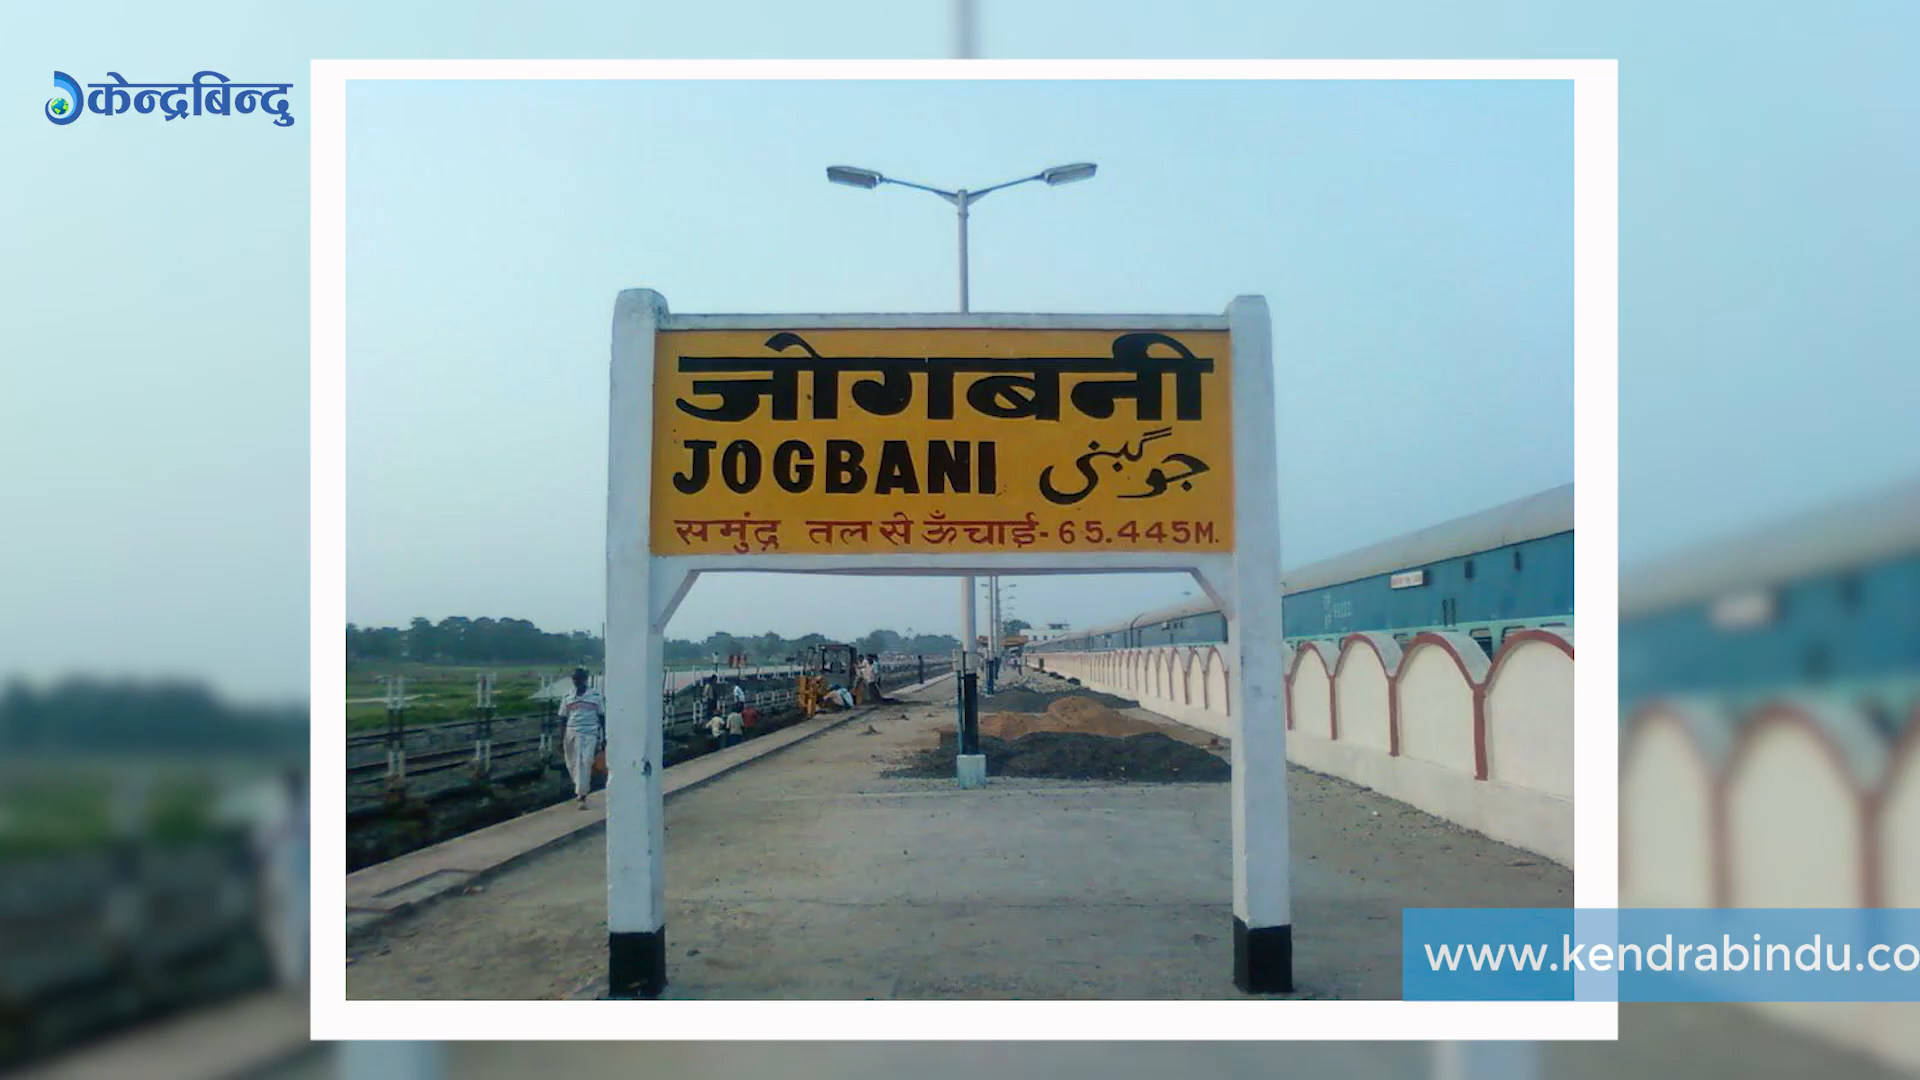 केन्द्रबिन्दु
जोगबनी
JOGBANI جوگبنی
समुंद्र तल से ऊँचाई-65.445M.
www.kendrabindu.co